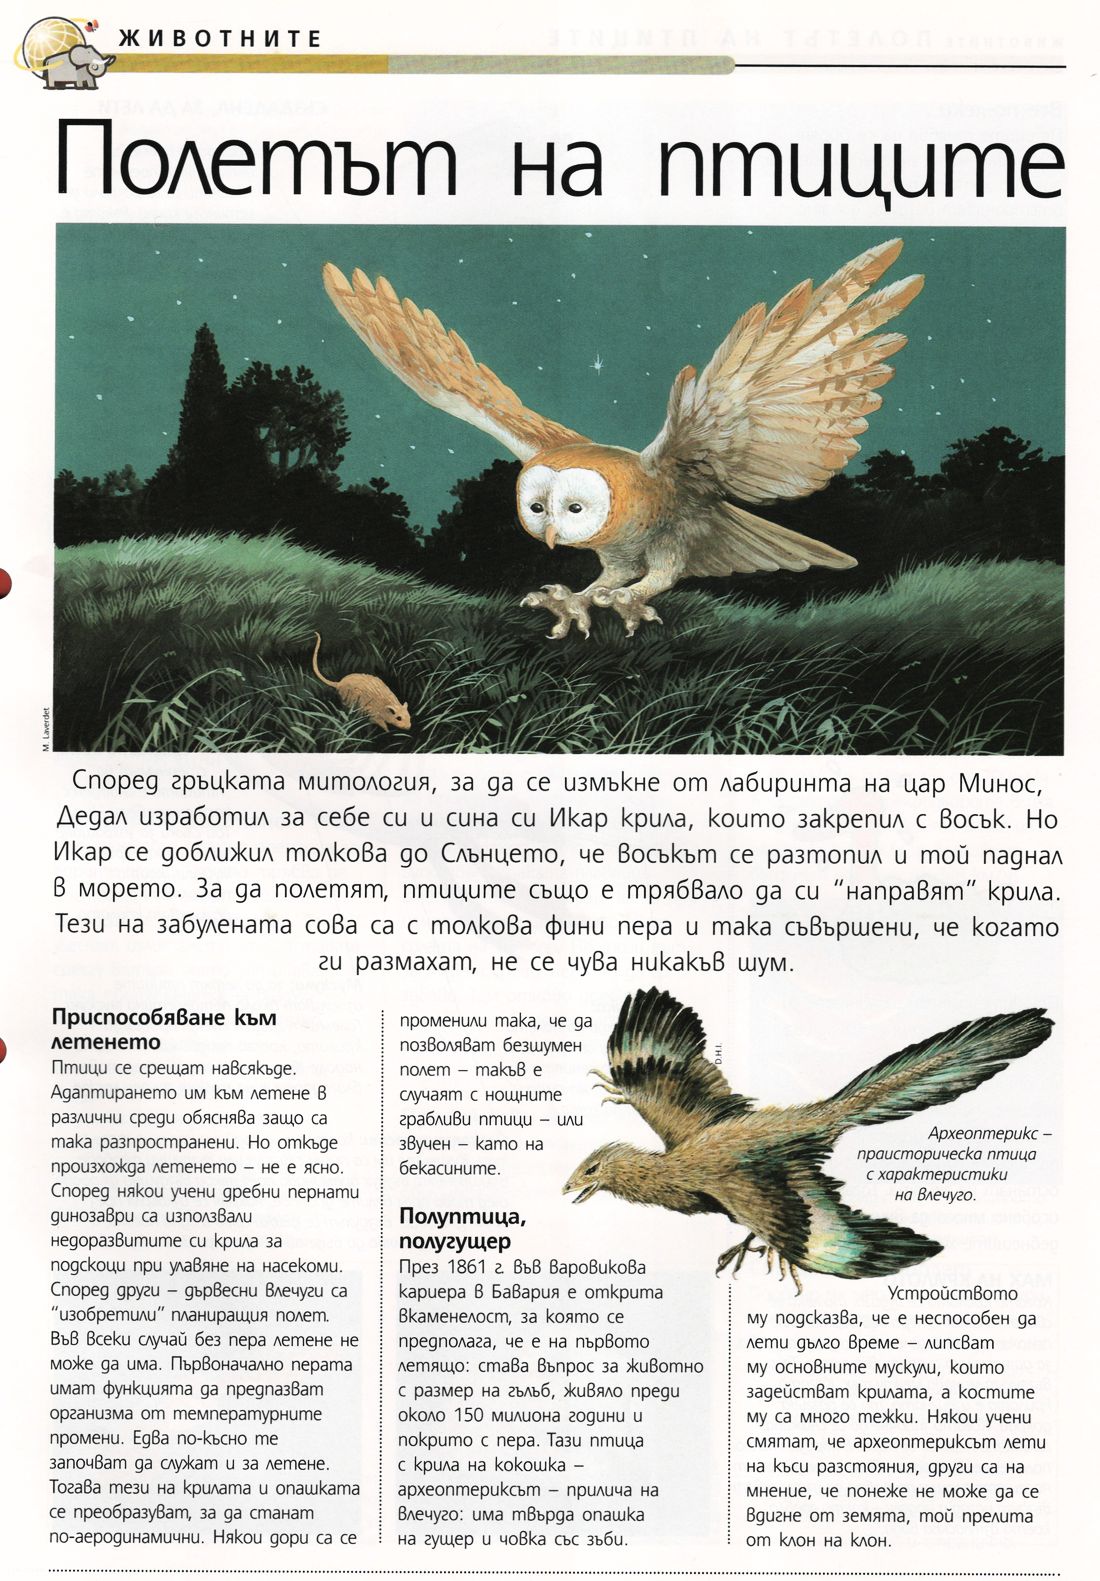 ЖИВОТНИТЕ
Полетът на птиците
M. Laverdet
Според гръцката митология, за да се измъкне от лабиринта на цар Минос,
Дедал изработил за себе си и сина си Икар крила, които закрепил с восък. Но
Икар се доближил толкова до Слънцето, че восъкът се разтопил и той паднал
в морето. За да полетят, птиците също е трябвало да си “направят” крила.
Тези на забулената сова са с толкова фини пера и така съвършени, че когато
ги размахат, не се чува никакъв шум.
Приспособяване към
летенето
Птици се срещат навсякъде.
Адаптирането им към летене в
различни среди обяснява защо са
така разпространени. Но откъде
произхожда летенето – не е ясно.
Според някои учени дребни пернати
динозаври са използвали
недоразвитите си крила за
подскоци при улавяне на насекоми.
Според други – дървесни влечуги са
“изобретили” планиращия полет.
Във всеки случай без пера летене не
може да има. Първоначално перата
имат функцията да предпазват
организма от температурните
промени. Едва по-късно те
започват да служат и за летене.
Тогава тези на крилата и опашката
се преобразуват, за да станат
по-аеродинамични. Някои дори са се
променили така, че да
позволяват безшумен
полет – такъв е
случаят с нощните
грабливи птици – или
звучен – като на
бекасините.
Полуптица,
полугущер
През 1861 г. във варовикова
кариера в Бавария е открита
вкаменелост, за която се
предполага, че е на първото
летящо: става въпрос за животно
с размер на гълъб, живяло преди
около 150 милиона години и
покрито с пера. Тази птица
с крила на кокошка –
археоптериксът – прилича на
влечуго: има твърда опашка
на гущер и човка със зъби.
D.H.I.
Археоптерикс –
праисторическа птица
с характеристики
на влечуго.
Устройството
му подсказва, че е неспособен да
лети дълго време – липсват
му основните мускули, които
задействат крилата, а костите
му са много тежки. Някои учени
смятат, че археоптериксът лети
на къси разстояния, други са на
мнение, че понеже не може да се
вдигне от земята, той прелита
от клон на клон.